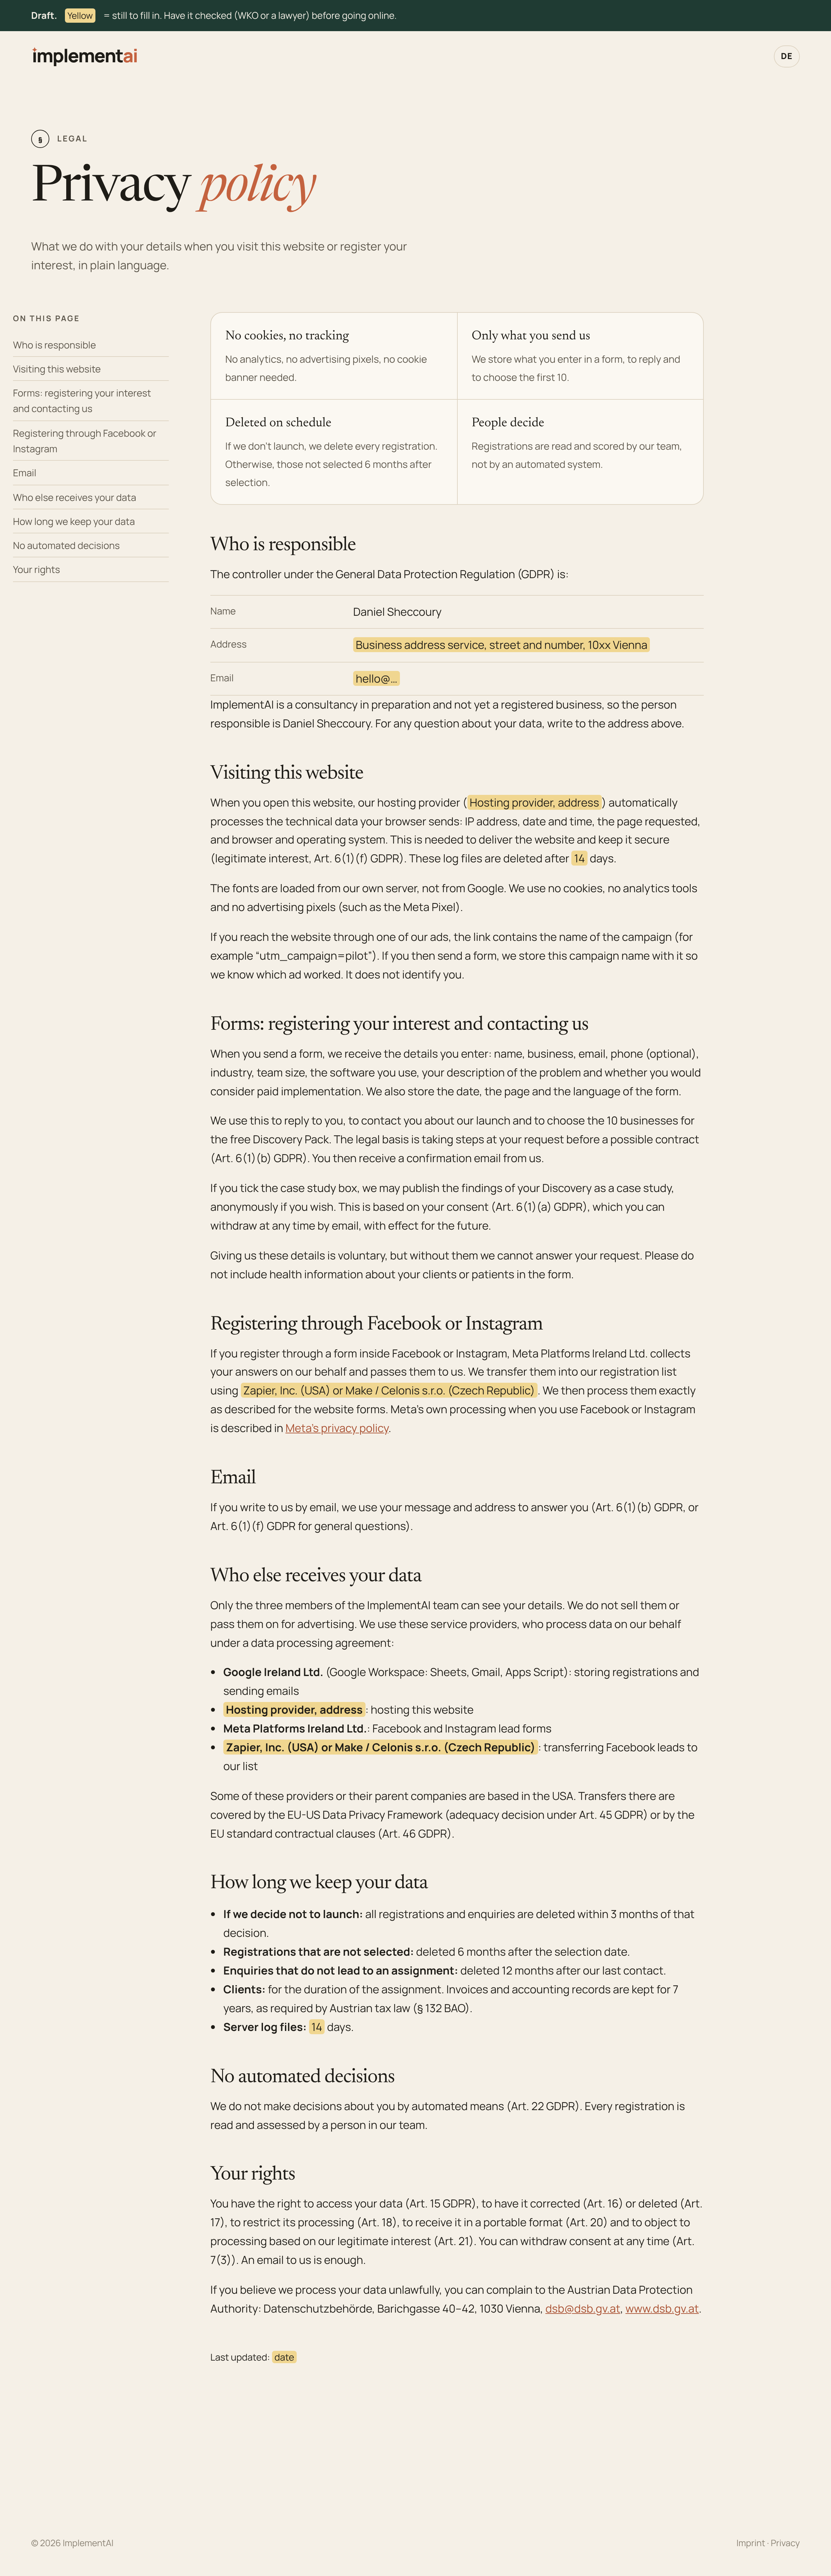 Draft. Yellow = still to fill in. Have it checked (WKO or a lawyer) before going online.
implementai
DE
§ LEGAL
Privacy policy
What we do with your details when you visit this website or register your
interest, in plain language.
ON THIS PAGE
Who is responsible
Visiting this website
Forms: registering your interest
and contacting us
Registering through Facebook or
Instagram
Email
Who else receives your data
How long we keep your data
No automated decisions
Your rights
No cookies, no tracking
No analytics, no advertising pixels, no cookie
banner needed.
Only what you send us
We store what you enter in a form, to reply and
to choose the first 10.
Deleted on schedule
If we don't launch, we delete every registration.
Otherwise, those not selected 6 months after
selection.
People decide
Registrations are read and scored by our team,
not by an automated system.
Who is responsible
The controller under the General Data Protection Regulation (GDPR) is:
Name Daniel Sheccoury
Address Business address service, street and number, 10xx Vienna
Email hello@…
ImplementAI is a consultancy in preparation and not yet a registered business, so the person
responsible is Daniel Sheccoury. For any question about your data, write to the address above.
Visiting this website
When you open this website, our hosting provider (Hosting provider, address) automatically
processes the technical data your browser sends: IP address, date and time, the page requested,
and browser and operating system. This is needed to deliver the website and keep it secure
(legitimate interest, Art. 6(1)(f) GDPR). These log files are deleted after 14 days.
The fonts are loaded from our own server, not from Google. We use no cookies, no analytics tools
and no advertising pixels (such as the Meta Pixel).
If you reach the website through one of our ads, the link contains the name of the campaign (for
example “utm_campaign=pilot”). If you then send a form, we store this campaign name with it so
we know which ad worked. It does not identify you.
Forms: registering your interest and contacting us
When you send a form, we receive the details you enter: name, business, email, phone (optional),
industry, team size, the software you use, your description of the problem and whether you would
consider paid implementation. We also store the date, the page and the language of the form.
We use this to reply to you, to contact you about our launch and to choose the 10 businesses for
the free Discovery Pack. The legal basis is taking steps at your request before a possible contract
(Art. 6(1)(b) GDPR). You then receive a confirmation email from us.
If you tick the case study box, we may publish the findings of your Discovery as a case study,
anonymously if you wish. This is based on your consent (Art. 6(1)(a) GDPR), which you can
withdraw at any time by email, with effect for the future.
Giving us these details is voluntary, but without them we cannot answer your request. Please do
not include health information about your clients or patients in the form.
Registering through Facebook or Instagram
If you register through a form inside Facebook or Instagram, Meta Platforms Ireland Ltd. collects
your answers on our behalf and passes them to us. We transfer them into our registration list
using Zapier, Inc. (USA) or Make / Celonis s.r.o. (Czech Republic). We then process them exactly
as described for the website forms. Meta's own processing when you use Facebook or Instagram
is described in Meta's privacy policy.
Email
If you write to us by email, we use your message and address to answer you (Art. 6(1)(b) GDPR, or
Art. 6(1)(f) GDPR for general questions).
Who else receives your data
Only the three members of the ImplementAI team can see your details. We do not sell them or
pass them on for advertising. We use these service providers, who process data on our behalf
under a data processing agreement:
• Google Ireland Ltd. (Google Workspace: Sheets, Gmail, Apps Script): storing registrations and
sending emails
• Hosting provider, address: hosting this website
• Meta Platforms Ireland Ltd.: Facebook and Instagram lead forms
• Zapier, Inc. (USA) or Make / Celonis s.r.o. (Czech Republic): transferring Facebook leads to
our list
Some of these providers or their parent companies are based in the USA. Transfers there are
covered by the EU-US Data Privacy Framework (adequacy decision under Art. 45 GDPR) or by the
EU standard contractual clauses (Art. 46 GDPR).
How long we keep your data
• If we decide not to launch: all registrations and enquiries are deleted within 3 months of that
decision.
• Registrations that are not selected: deleted 6 months after the selection date.
• Enquiries that do not lead to an assignment: deleted 12 months after our last contact.
• Clients: for the duration of the assignment. Invoices and accounting records are kept for 7
years, as required by Austrian tax law (§ 132 BAO).
• Server log files: 14 days.
No automated decisions
We do not make decisions about you by automated means (Art. 22 GDPR). Every registration is
read and assessed by a person in our team.
Your rights
You have the right to access your data (Art. 15 GDPR), to have it corrected (Art. 16) or deleted (Art.
17), to restrict its processing (Art. 18), to receive it in a portable format (Art. 20) and to object to
processing based on our legitimate interest (Art. 21). You can withdraw consent at any time (Art.
7(3)). An email to us is enough.
If you believe we process your data unlawfully, you can complain to the Austrian Data Protection
Authority: Datenschutzbehörde, Barichgasse 40–42, 1030 Vienna, dsb@dsb.gv.at, www.dsb.gv.at.
Last updated: date
© 2026 ImplementAI
Imprint · Privacy